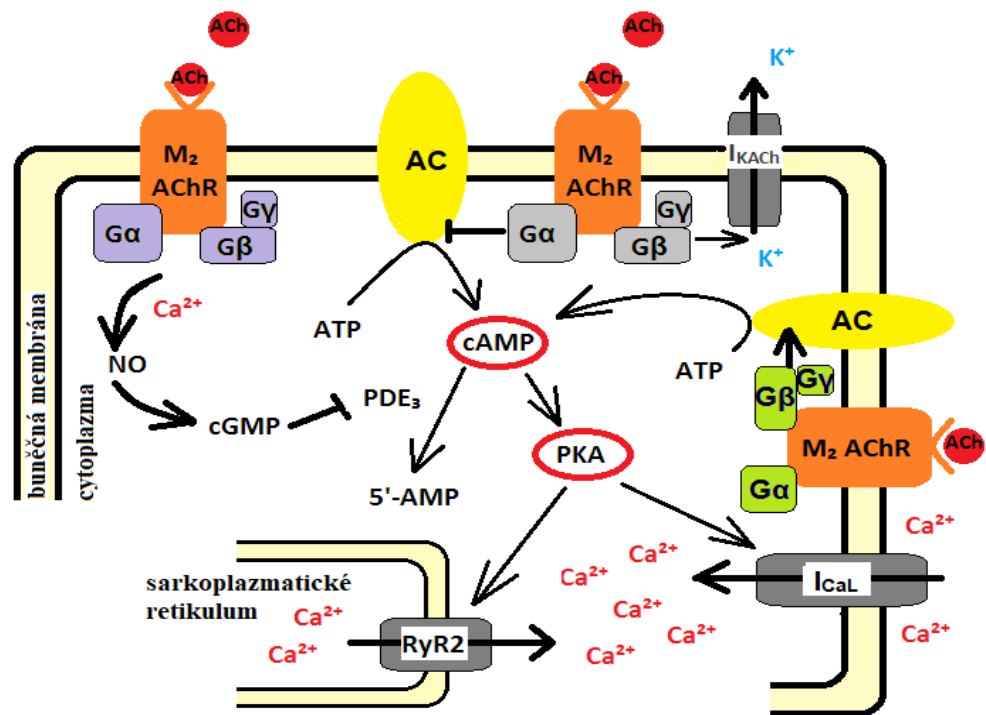 ACh
ACh
ACh
ACh
K⁺
M₂
AChR
AC
M₂
AChR
IKACh
Gα
Gγ
Gβ
Gα
Gγ
Gβ
K⁺
Ca²⁺
ATP
NO
cAMP
AC
ATP
PDE₃
cGMP
Gβ
Gγ
PKA
M₂ AChR
ACh
5'-AMP
Gα
buněčná membrána
cytoplazma
Ca²⁺
Ca²⁺
Ca²⁺
ICaL
sarkoplazmatické
retikulum
Ca²⁺
Ca²⁺
Ca²⁺
Ca²⁺
Ca²⁺
RyR2
Ca²⁺
Ca²⁺